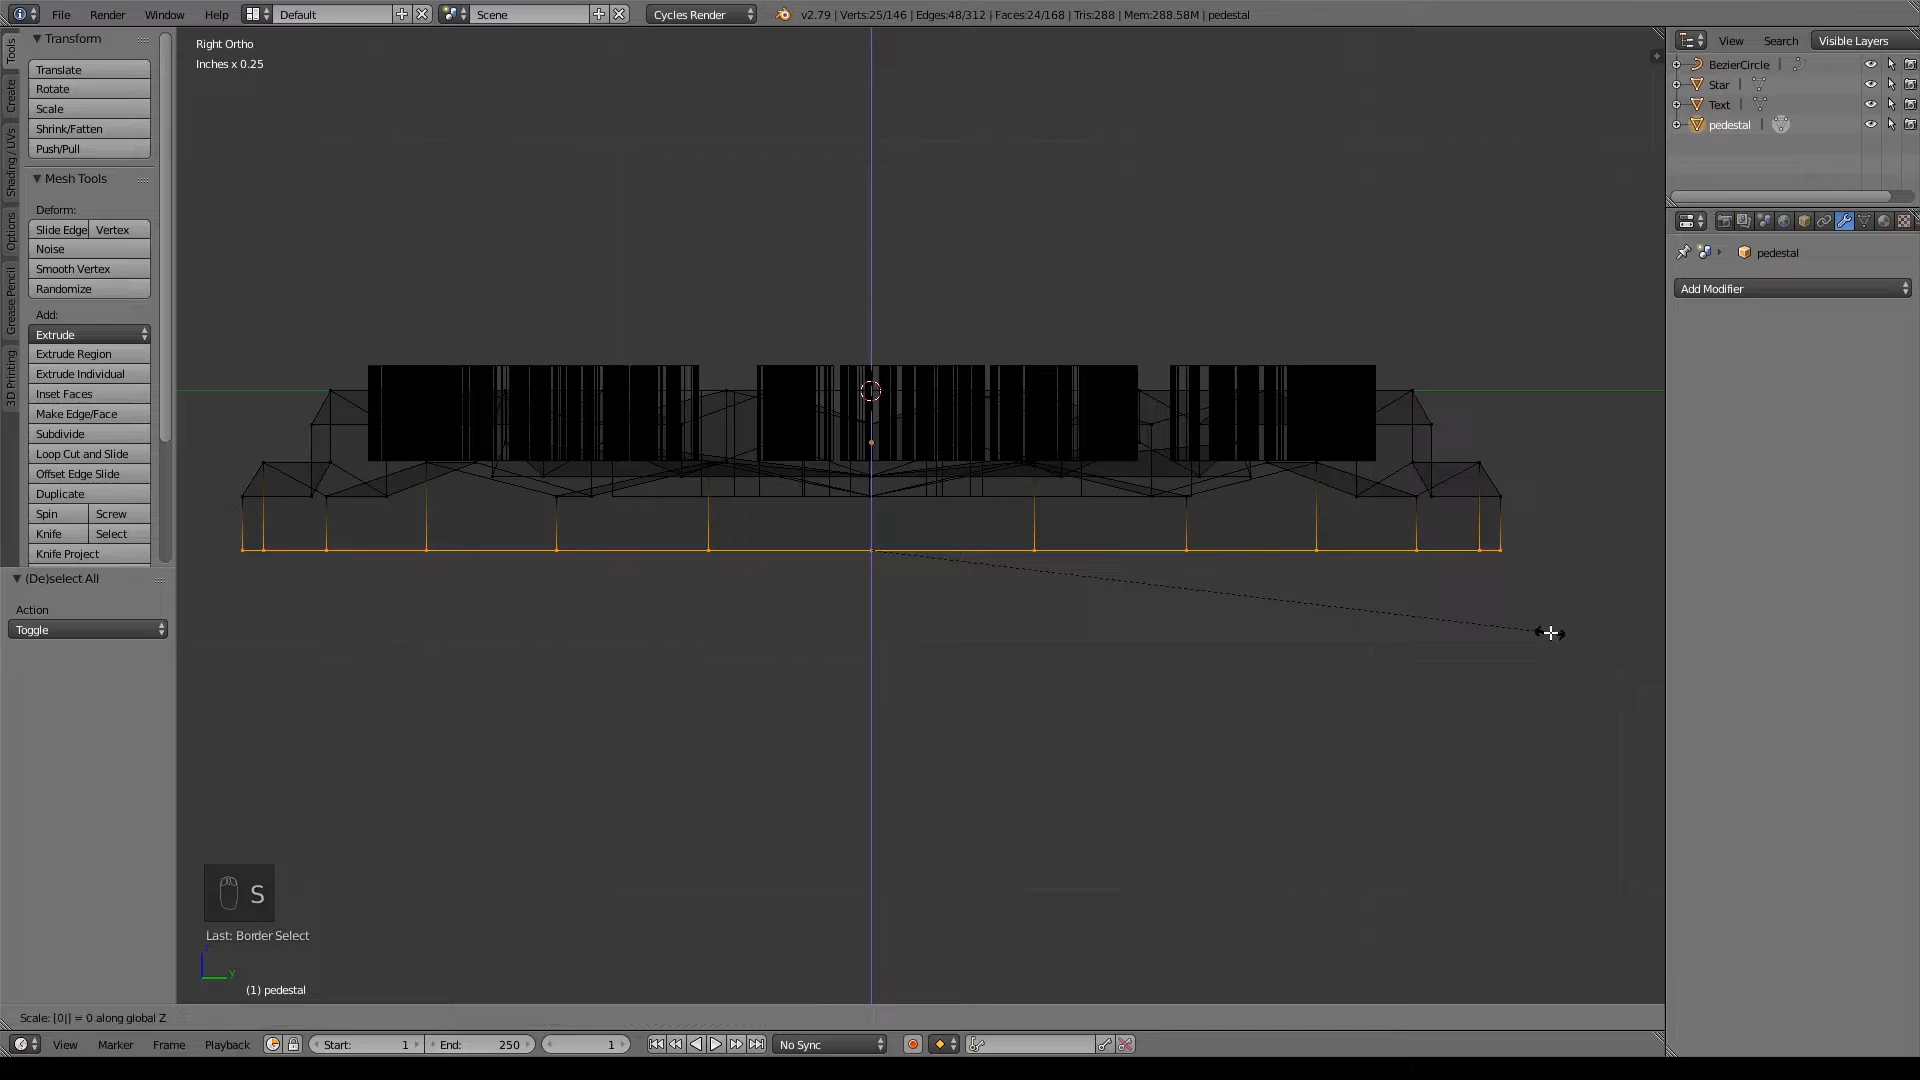 File
Render
Window
Help
Default
Scene
Cycles Render
v2.79 | Verts:25/146 | Edges:48/312 | Faces:24/168 | Tris:288 | Mem:288.58M | pedestal
Tools
Create
Shading / UVs
Options
Grease Pencil
3D Printing
Transform
Translate
Rotate
Scale
Shrink/Fatten
Push/Pull
Mesh Tools
Deform:
Slide Edge
Vertex
Noise
Smooth Vertex
Randomize
Add:
Extrude
Extrude Region
Extrude Individual
Inset Faces
Make Edge/Face
Subdivide
Loop Cut and Slide
Offset Edge Slide
Duplicate
Spin
Screw
Knife
Select
Knife Project
(De)select All
Action
Toggle
Right Ortho
Inches x 0.25
S
Last: Border Select
z
y
(1) pedestal
Scale: [0|] = 0 along global Z
View
Search
Visible Layers
BezierCircle
Star
Text
pedestal
pedestal
Add Modifier
View
Marker
Frame
Playback
Start: 1
End: 250
1
No Sync